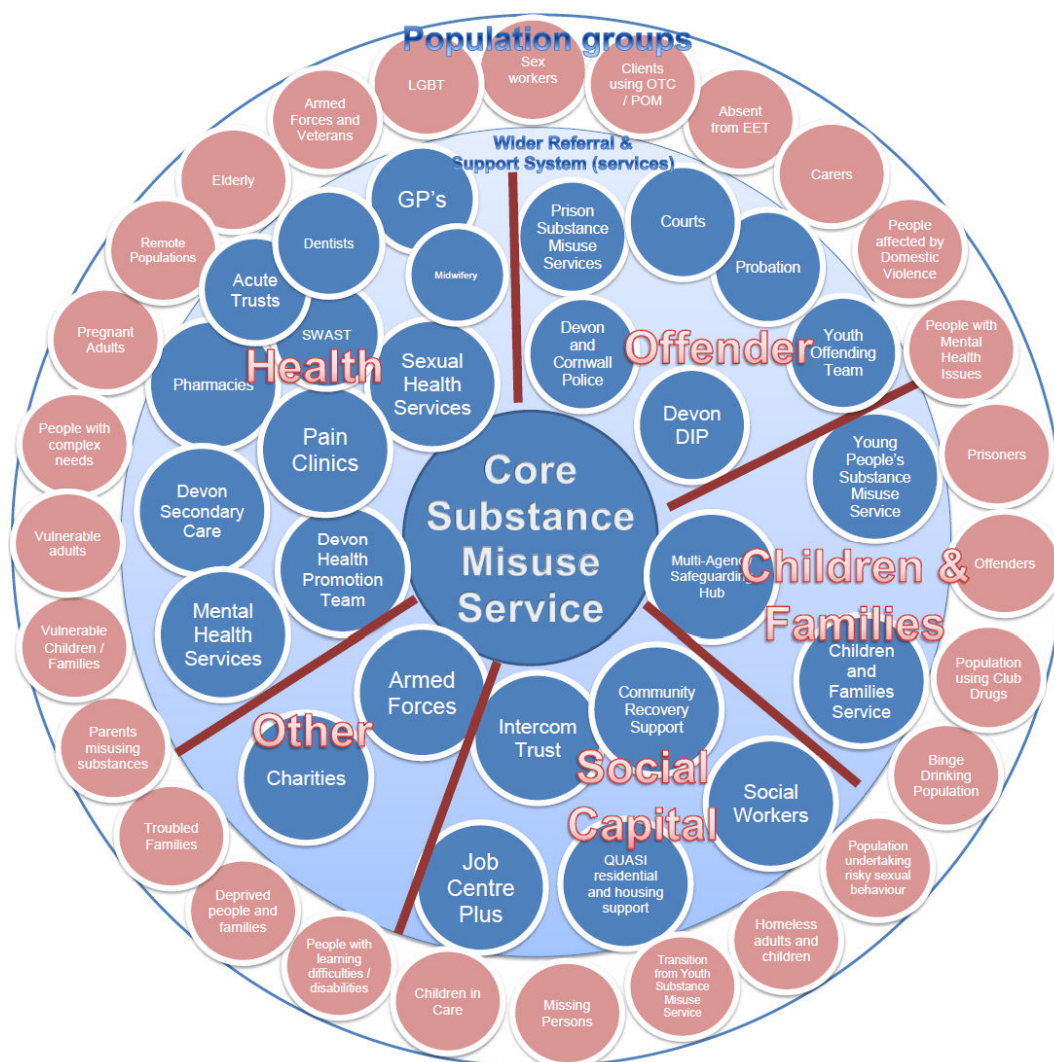 Population groups
Sex
workers
Clients
using OTC
/ POM
Absent
from EET
Carers
People
affected by
Domestic
Violence
People with
Mental
Health
Issues
Prisoners
Offenders
Population
using Club
Drugs
Binge
Drinking
Population
Population
undertaking
risky sexual
behaviour
Homeless
adults and
children
Transition
from Youth
Substance
Misuse
Service
Missing
Persons
Children in
Care
People with
learning
difficulties /
disabilities
Deprived
people and
families
Troubled
Families
Parents
misusing
substances
Vulnerable
Children /
Families
Vulnerable
adults
People with
complex
needs
Pregnant
Adults
Remote
Populations
Elderly
Armed
Forces and
Veterans
LGBT
Wider Referral &
Support System (services)
Health
GP's
Midwifery
Dentists
Acute
Trusts
SWAST
Sexual
Health
Services
Pharmacies
Pain
Clinics
Devon
Secondary
Care
Devon
Health
Promotion
Team
Mental
Health
Services
Offender
Prison
Substance
Misuse
Services
Courts
Probation
Devon
and
Cornwall
Police
Youth
Offending
Team
Devon
DIP
Children &
Families
Young
People's
Substance
Misuse
Service
Multi-Agency
Safeguarding
Hub
Children
and
Families
Service
Social
Capital
Community
Recovery
Support
Intercom
Trust
Social
Workers
QUASI
residential
and housing
support
Job
Centre
Plus
Other
Armed
Forces
Charities
Core
Substance
Misuse
Service